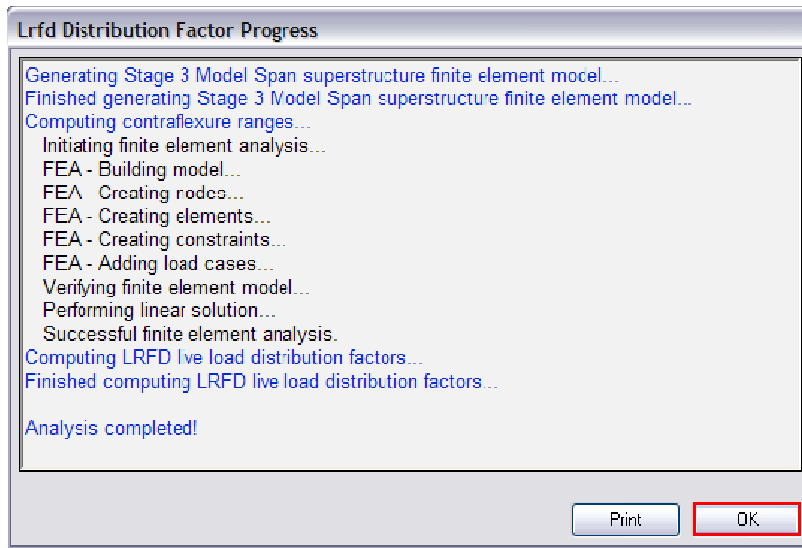 Lrfd Distribution Factor Progress
Generating Stage 3 Model Span superstructure finite element model...
Finished generating Stage 3 Model Span superstructure finite element model...
Computing contraflexure ranges...
Initiating finite element analysis...
FEA - Building model...
FEA - Creating nodes...
FEA - Creating elements...
FEA - Creating constraints...
FEA - Adding load cases...
Verifying finite element model...
Performing linear solution...
Successful finite element analysis.
Computing LRFD live load distribution factors...
Finished computing LRFD live load distribution factors...
Analysis completed!
Print
OK